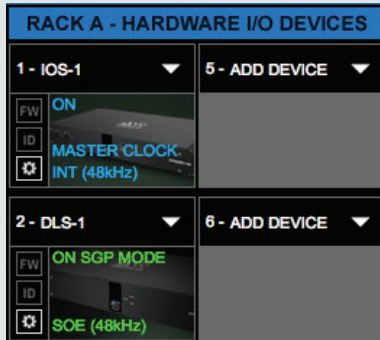 RACK A - HARDWARE I/O DEVICES
1 - IOS-1
5 - ADD DEVICE
FW
ON
ID
MASTER CLOCK
INT (48kHz)
2 - DLS-1
6 - ADD DEVICE
FW
ON SGP MODE
ID
SOE (48kHz)